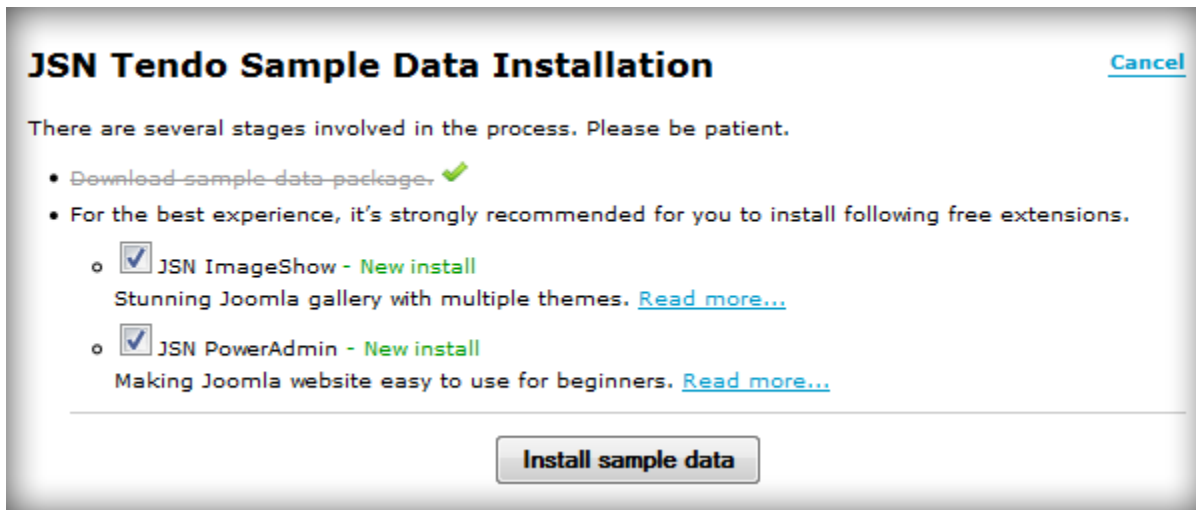 JSN Tendo Sample Data Installation
Cancel
There are several stages involved in the process. Please be patient.
Download sample data package.
For the best experience, it's strongly recommended for you to install following free extensions.
JSN ImageShow - New install
Stunning Joomla gallery with multiple themes. Read more...
JSN PowerAdmin - New install
Making Joomla website easy to use for beginners. Read more...
Install sample data